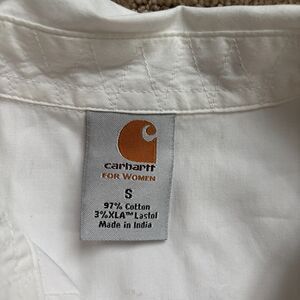 carhartt
FOR WOMEN
S
97% Cotton
3% XLA™ Lastol
Made in India